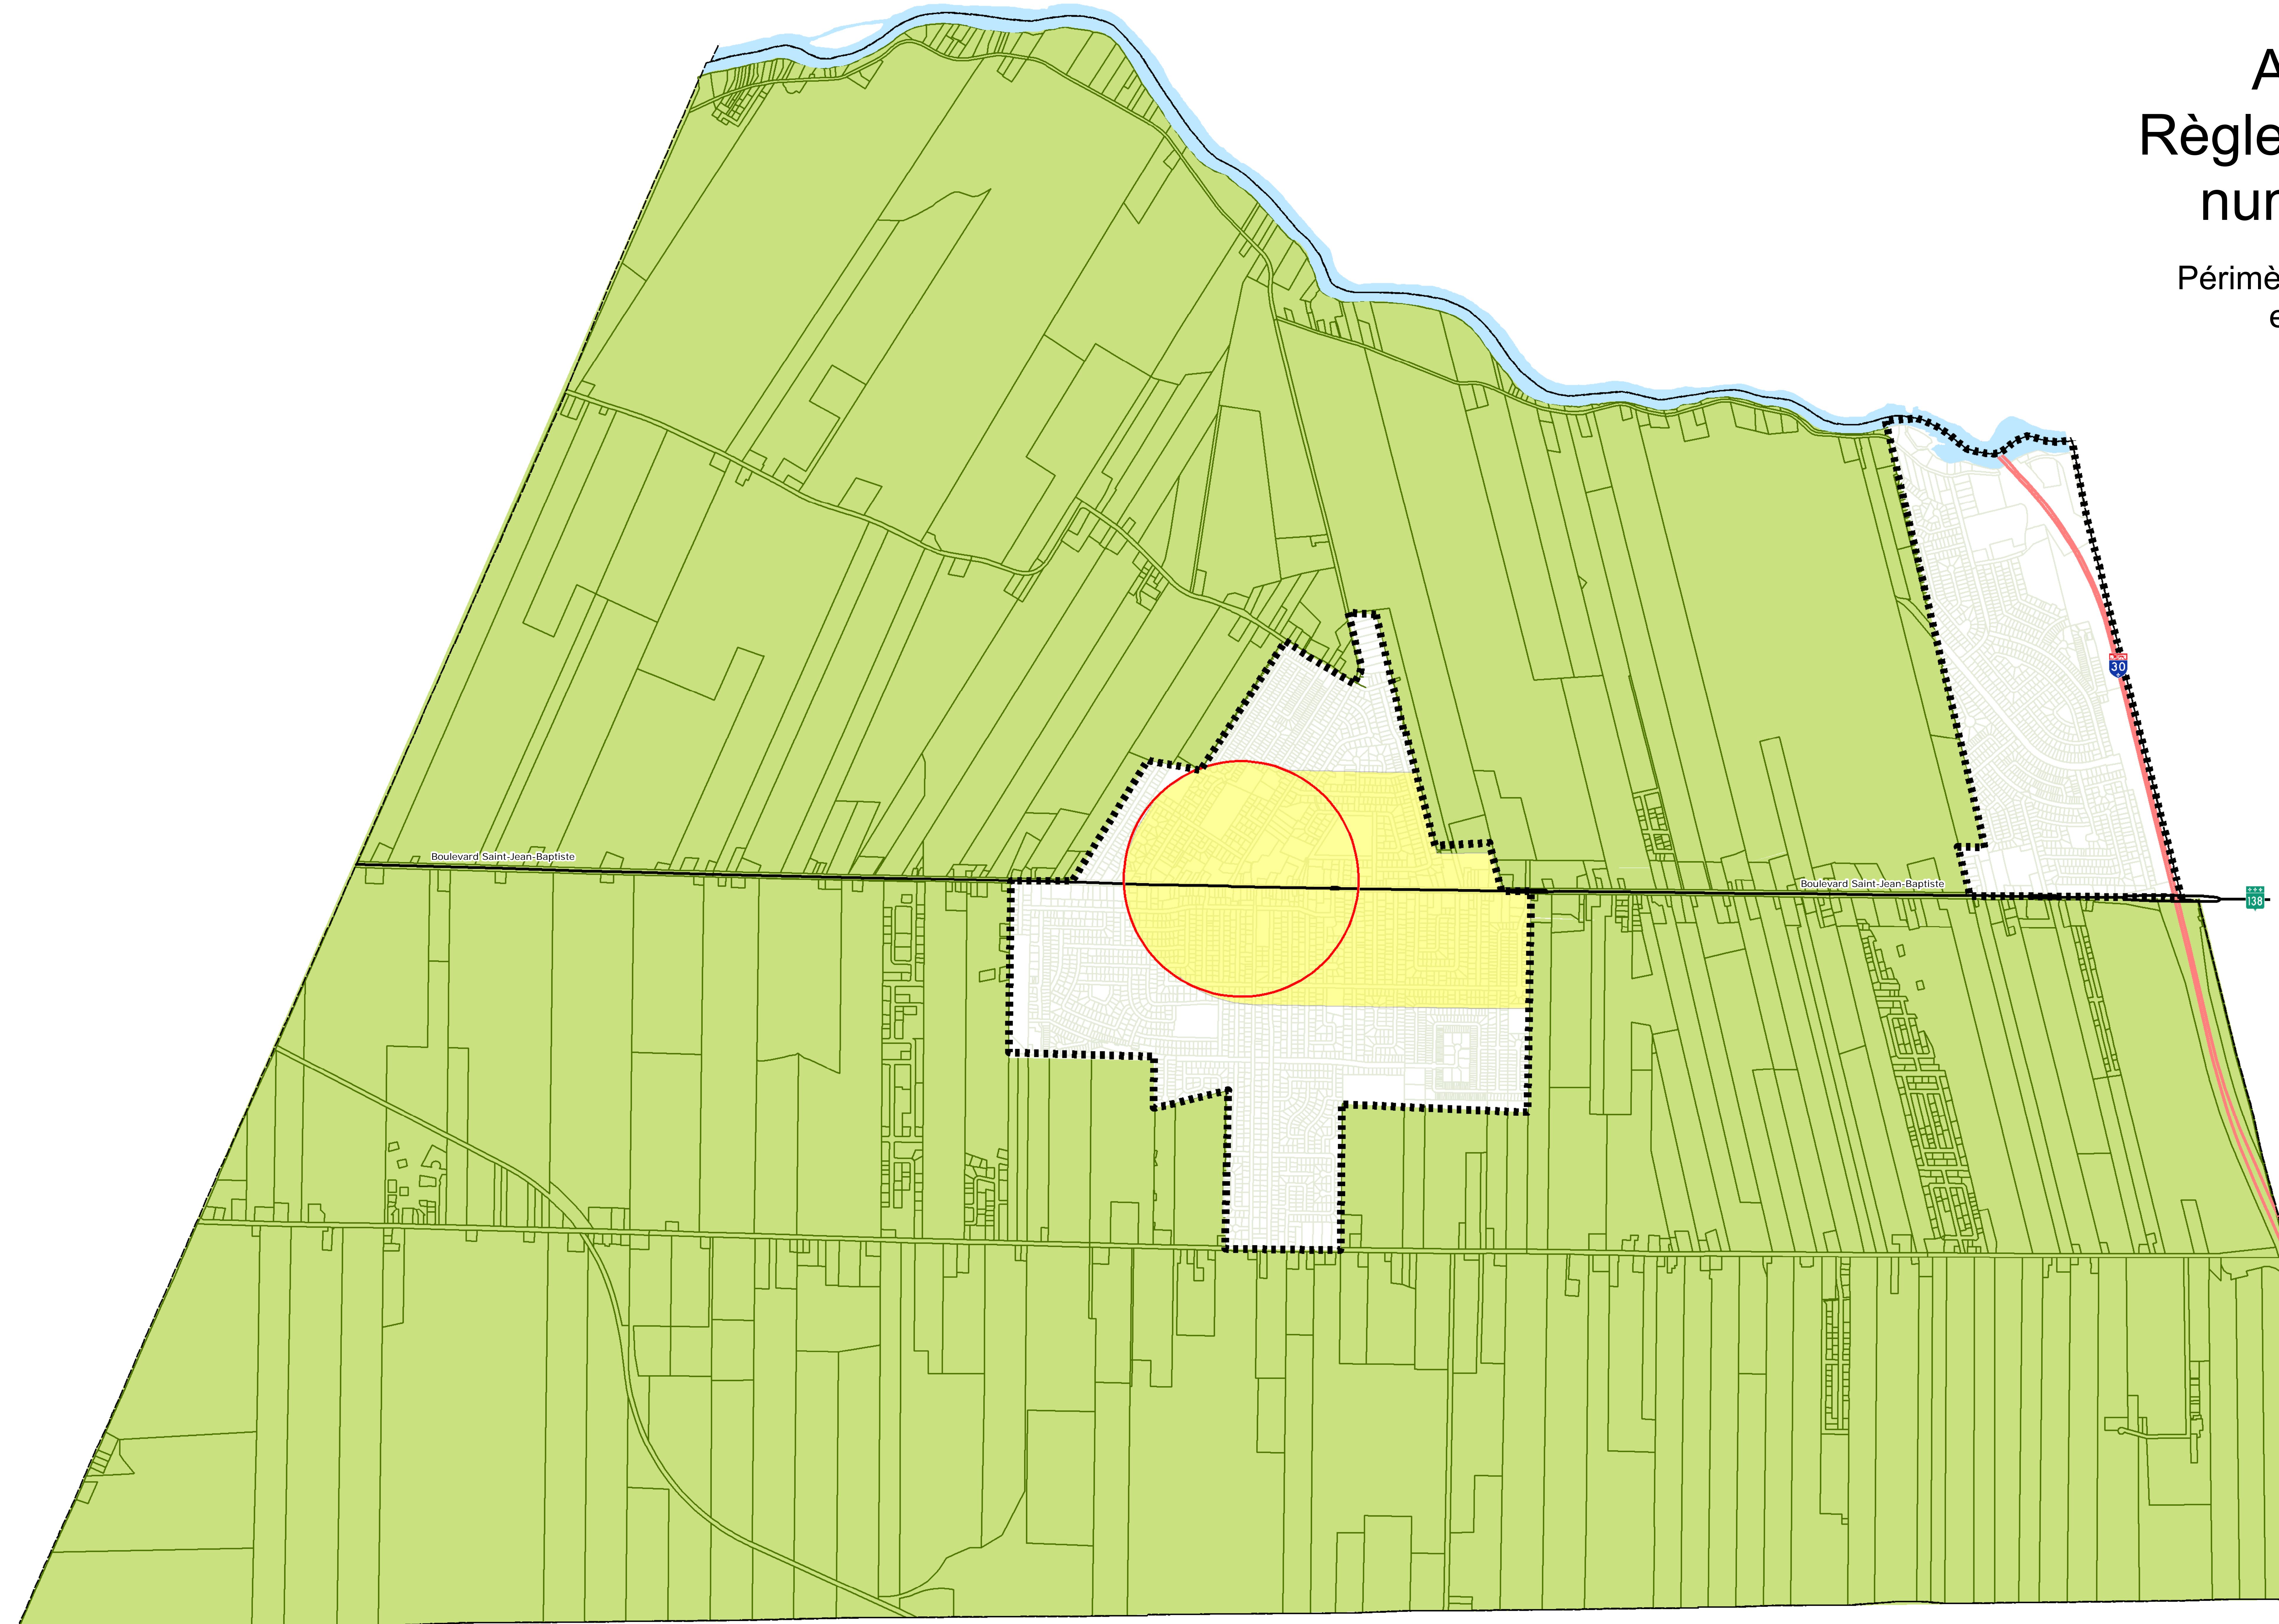 A
Règle
nur
Périmè
e
30
Boulevard Saint-Jean-Baptiste
Boulevard Saint-Jean-Baptiste
138